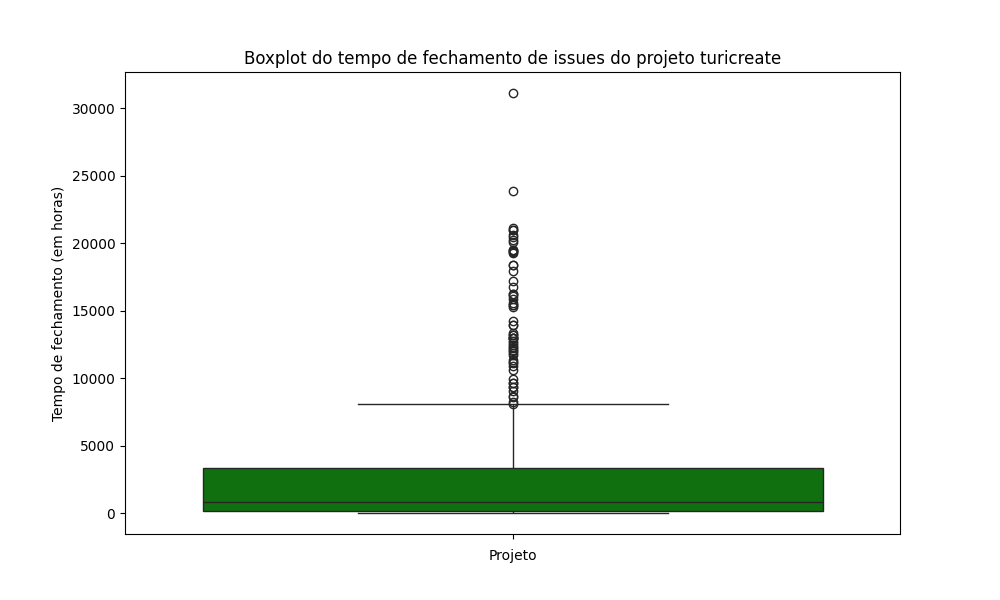 Boxplot do tempo de fechamento de issues do projeto turicreate
30000
25000
20000
15000
10000
5000
0
Tempo de fechamento (em horas)
Projeto